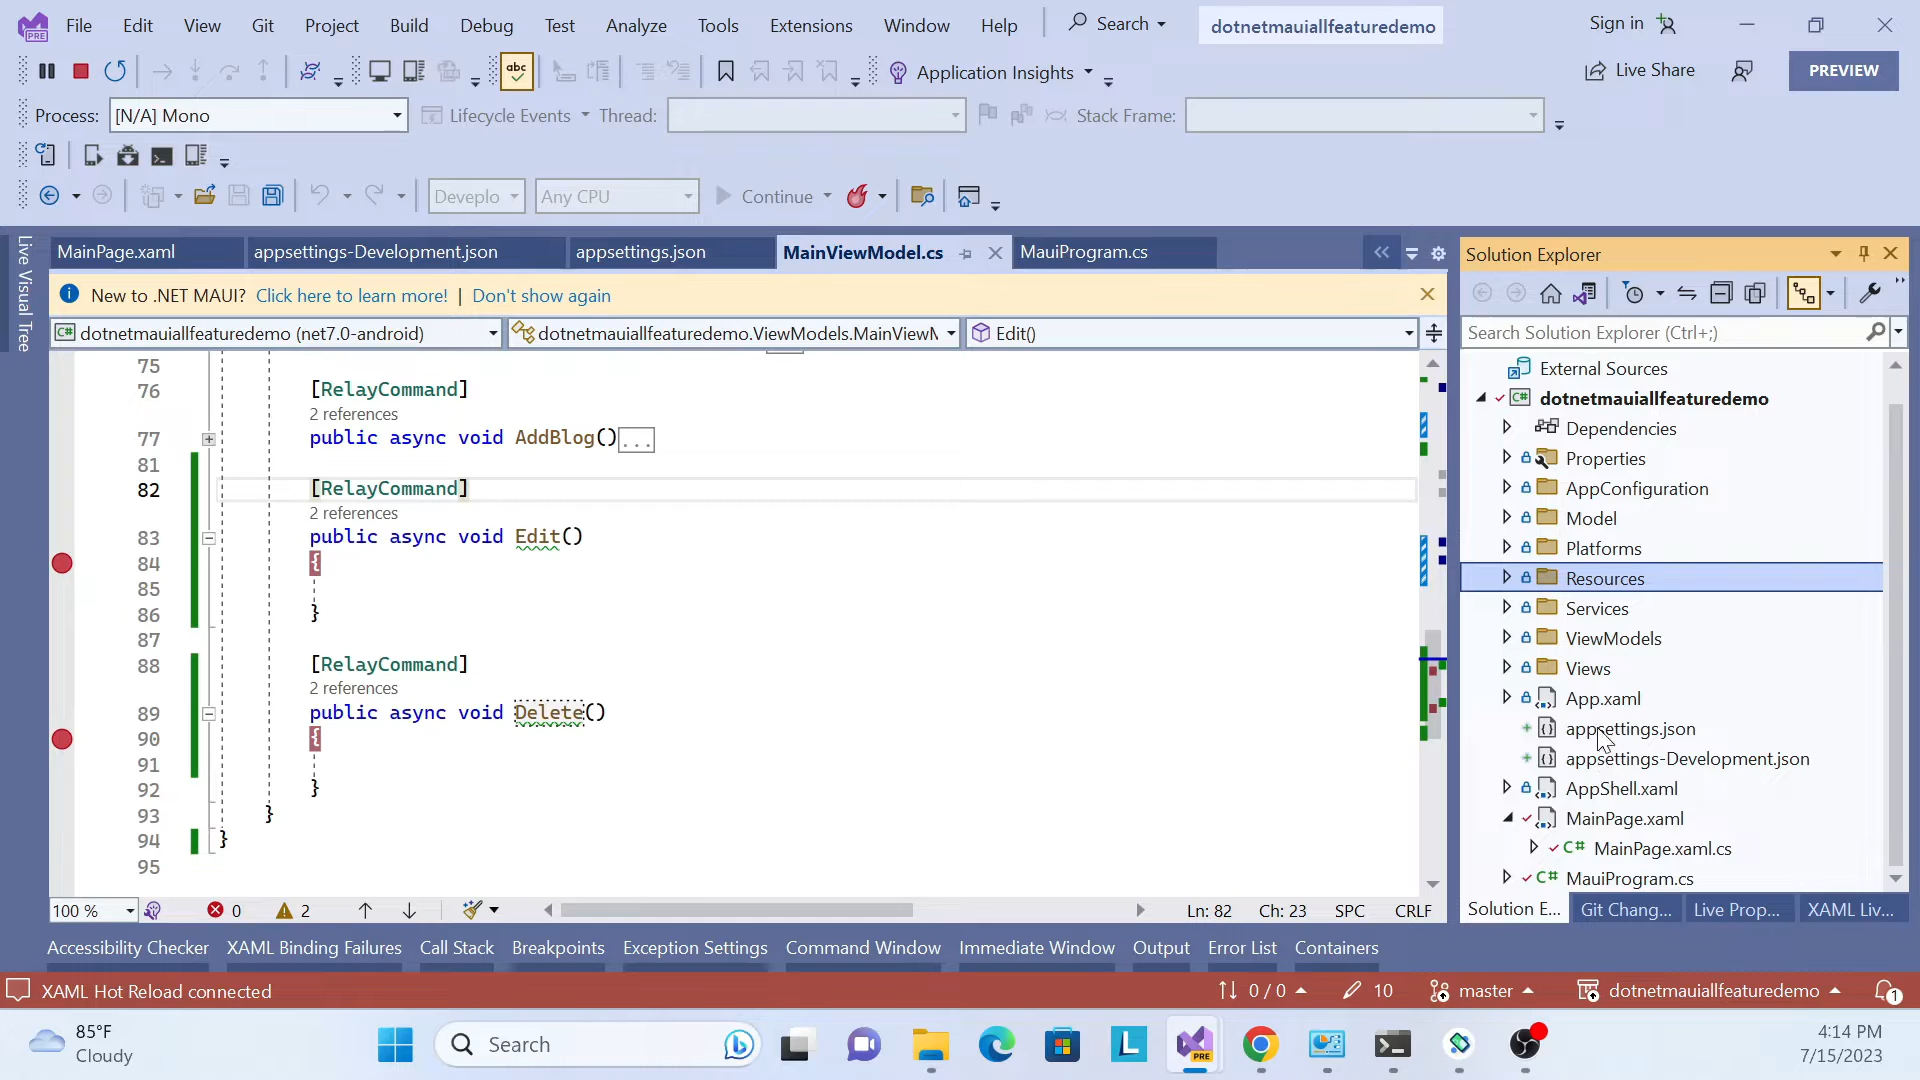 File Edit View Git Project Build Debug Test Analyze Tools Extensions Window Help Search dotnetmauiallfeaturedemo Sign in
PRE
abc
Application Insights Live Share PREVIEW
Process: [N/A] Mono Lifecycle Events Thread: Stack Frame:
Develo Any CPU Continue
Live Visual Tree
MainPage.xaml appsettings-Development.json appsettings.json MainViewModel.cs MauiProgram.cs
New to .NET MAUI? Click here to learn more! | Don't show again
dotnetmauiallfeaturedemo (net7.0-android) dotnetmauiallfeaturedemo.ViewModels.MainViewM Edit()
75
76 [RelayCommand]
2 references
77 public async void AddBlog()...
81
82 [RelayCommand]
2 references
83 public async void Edit()
84 {
85
86 }
87
88 [RelayCommand]
2 references
89 public async void Delete()
90 {
91
92 }
93 }
94 }
95
100 % 0 2 Ln: 82 Ch: 23 SPC CRLF
Solution Explorer
Search Solution Explorer (Ctrl+;)
External Sources
dotnetmauiallfeaturedemo
Dependencies
Properties
AppConfiguration
Model
Platforms
Resources
Services
ViewModels
Views
App.xaml
appsettings.json
appsettings-Development.json
AppShell.xaml
MainPage.xaml
C# MainPage.xaml.cs
C# MauiProgram.cs
Solution E... Git Chang... Live Prop... XAML Liv...
Accessibility Checker XAML Binding Failures Call Stack Breakpoints Exception Settings Command Window Immediate Window Output Error List Containers
XAML Hot Reload connected 0 / 0 10 master dotnetmauiallfeaturedemo 1
85°F
Cloudy
Search
L
PRE
4:14 PM
7/15/2023